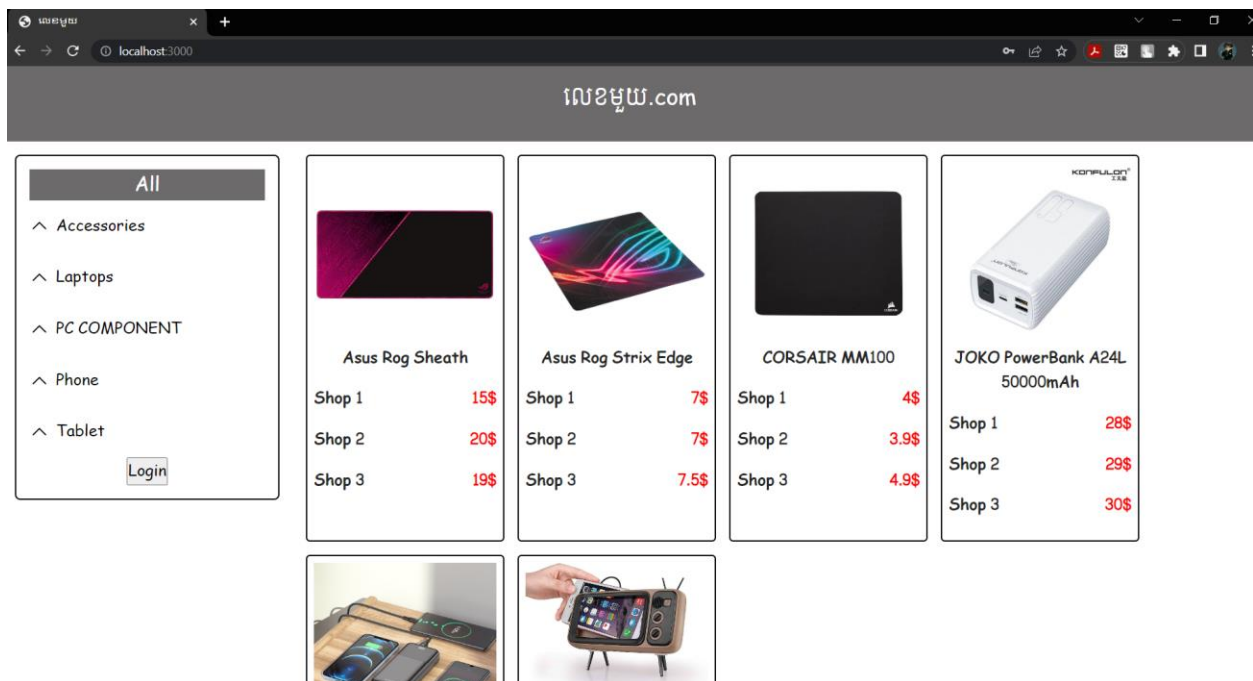 លេខមួយ
localhost:3000
លេខមួយ.com
All
Accessories
Laptops
PC COMPONENT
Phone
Tablet
Login
Asus Rog Sheath
Shop 1 15$
Shop 2 20$
Shop 3 19$
Asus Rog Strix Edge
Shop 1 7$
Shop 2 7$
Shop 3 7.5$
CORSAIR MM100
Shop 1 4$
Shop 2 3.9$
Shop 3 4.9$
KONFULON
JOKO PowerBank A24L
50000mAh
Shop 1 28$
Shop 2 29$
Shop 3 30$